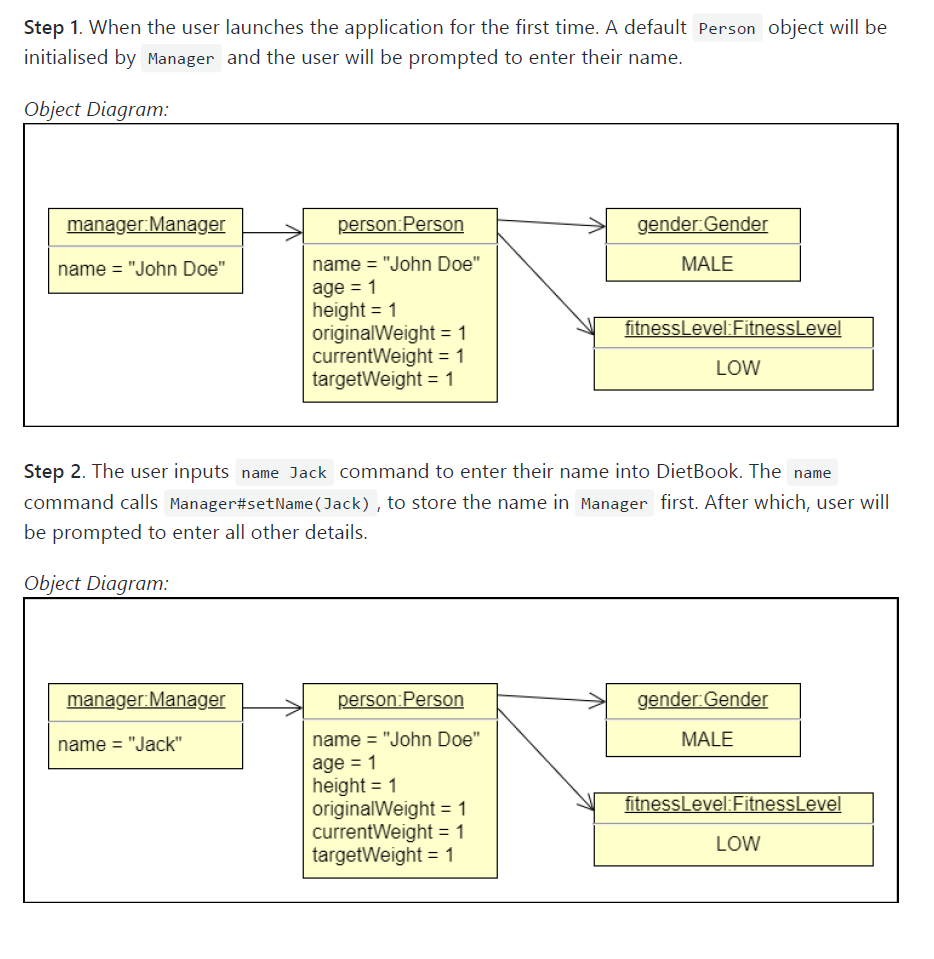 Step 1. When the user launches the application for the first time. A default Person object will be
initialised by Manager and the user will be prompted to enter their name.
Object Diagram:
manager:Manager
name = "John Doe"
person:Person
name = "John Doe"
age = 1
height = 1
originalWeight = 1
currentWeight = 1
targetWeight = 1
gender:Gender
MALE
fitnessLevel:FitnessLevel
LOW
Step 2. The user inputs name Jack command to enter their name into DietBook. The name
command calls Manager#setName(Jack) , to store the name in Manager first. After which, user will
be prompted to enter all other details.
Object Diagram:
manager:Manager
name = "Jack"
person:Person
name = "John Doe"
age = 1
height = 1
originalWeight = 1
currentWeight = 1
targetWeight = 1
gender:Gender
MALE
fitnessLevel:FitnessLevel
LOW